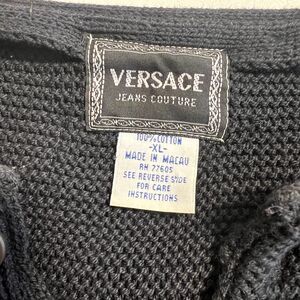 VERSACE
JEANS COUTURE
100% COTTON
-XL-
MADE IN MACAU
RN 77605
SEE REVERSE SIDE
FOR CARE
INSTRUCTIONS